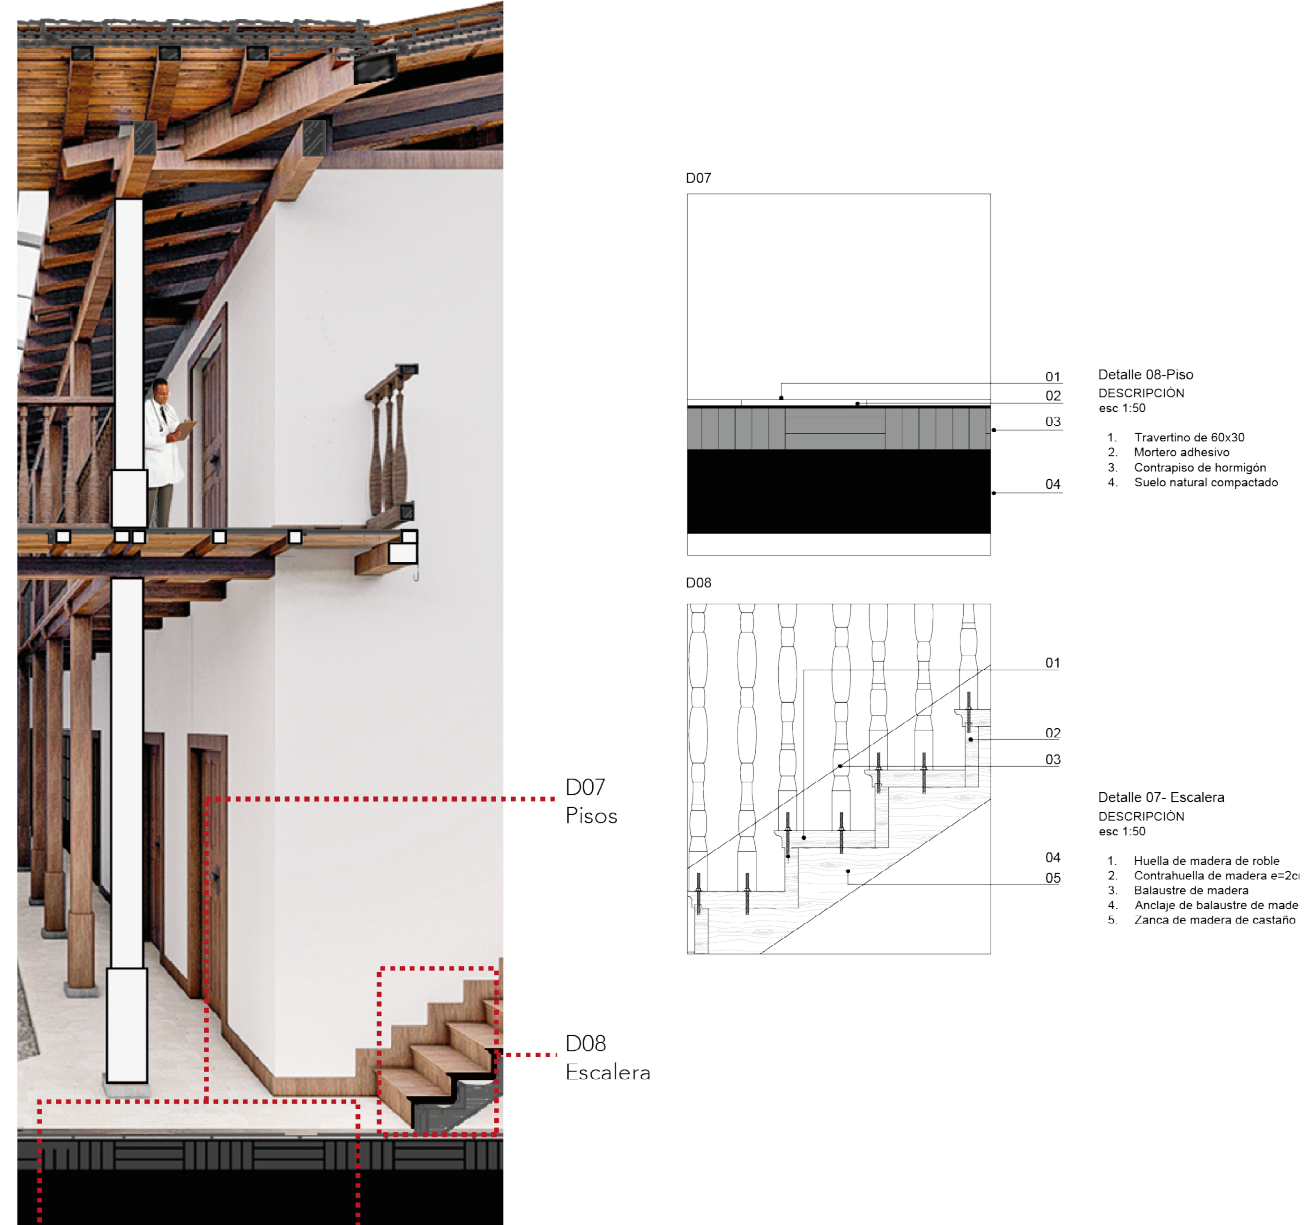 D07
01
02
03
04
Detalle 08-Piso
DESCRIPCIÓN
esc 1:50
1. Travertino de 60x30
2. Mortero adhesivo
3. Contrapiso de hormigón
4. Suelo natural compactado
D08
01
02
03
04
05
Detalle 07- Escalera
DESCRIPCIÓN
esc 1:50
1. Huella de madera de roble
2. Contrahuella de madera e=2c
3. Balaustre de madera
4. Anclaje de balaustre de made
5. Zanca de madera de castaño
D07
Pisos
D08
Escalera